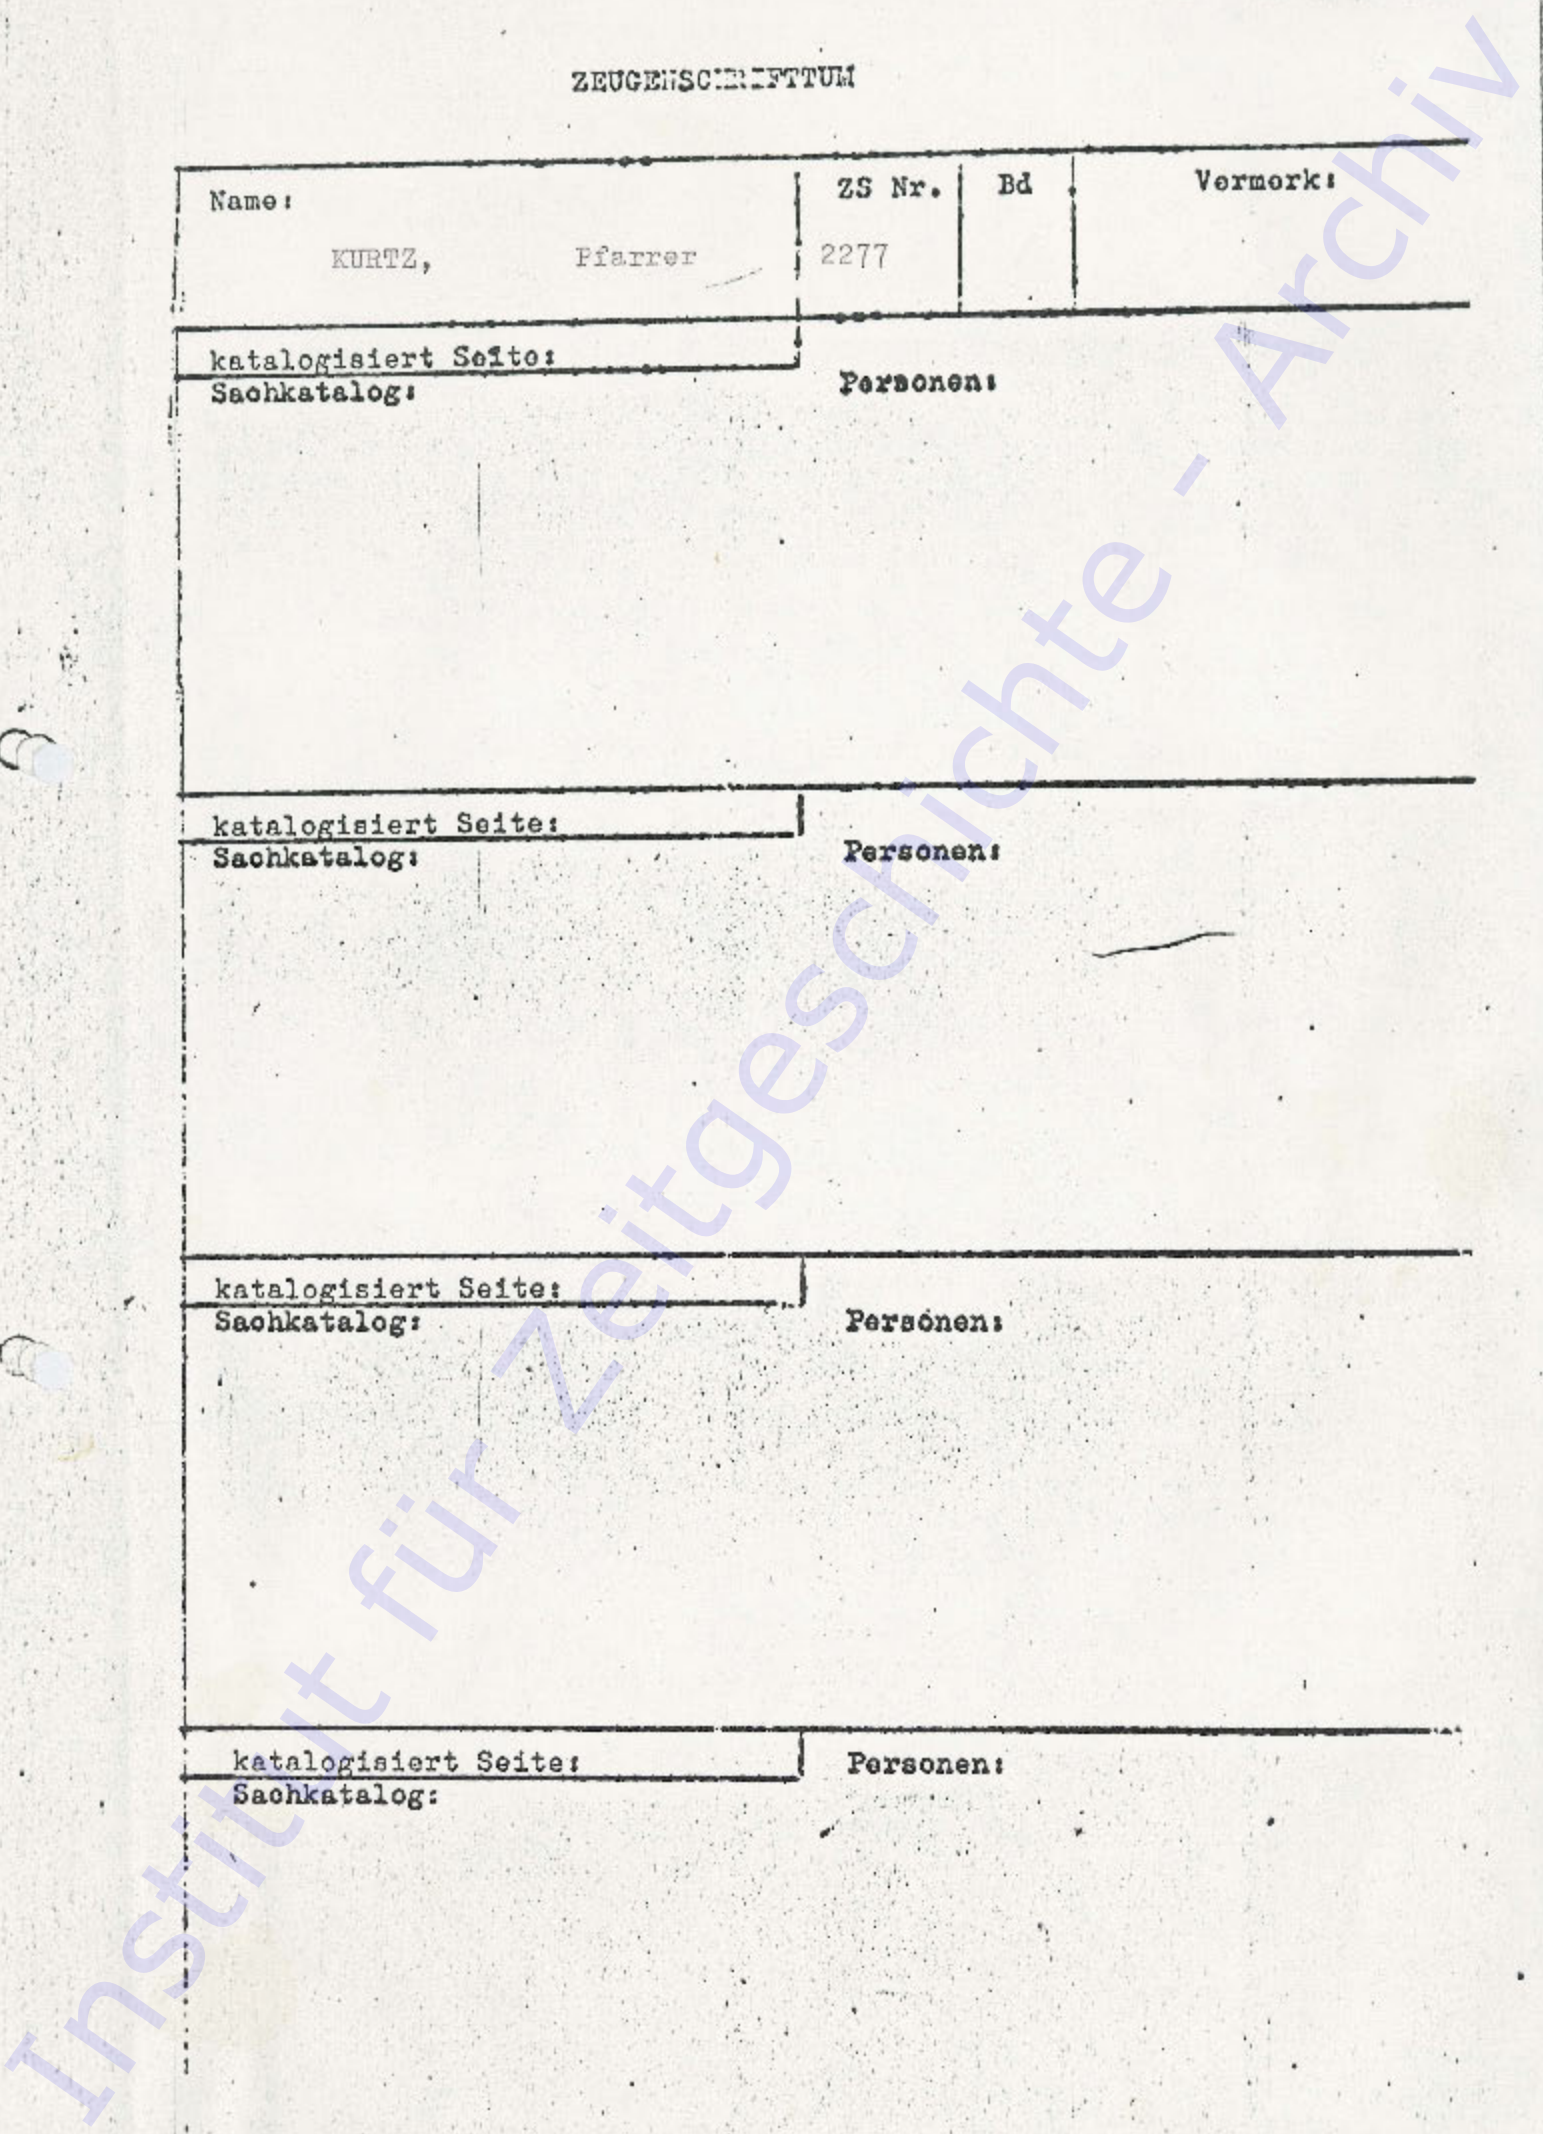 ZEUGENSCHRIFTTUM
Name: ZS Nr. Bd Vermerk:
KURTZ, Pfarrer 2277
katalogisiert Seite:
Sachkatalog: Personen:
katalogisiert Seite:
Sachkatalog: Personen:
katalogisiert Seite:
Sachkatalog: Personen:
katalogisiert Seite: Personen:
Sachkatalog:
Institut für Zeitgeschichte - Archiv